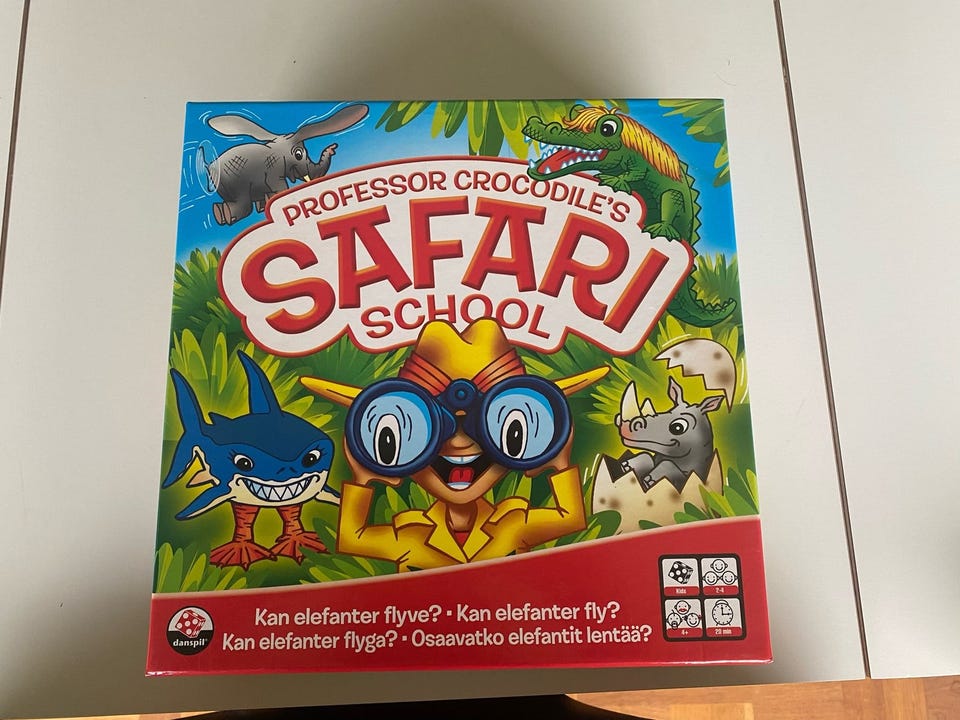 PROFESSOR CROCODILE'S
SAFARI
SCHOOL
Kan elefanter flyve? · Kan elefanter fly?
Kan elefanter flyga? · Osaavatko elefantit lentää?
danspil®
Kids
2-4
4+
20 min